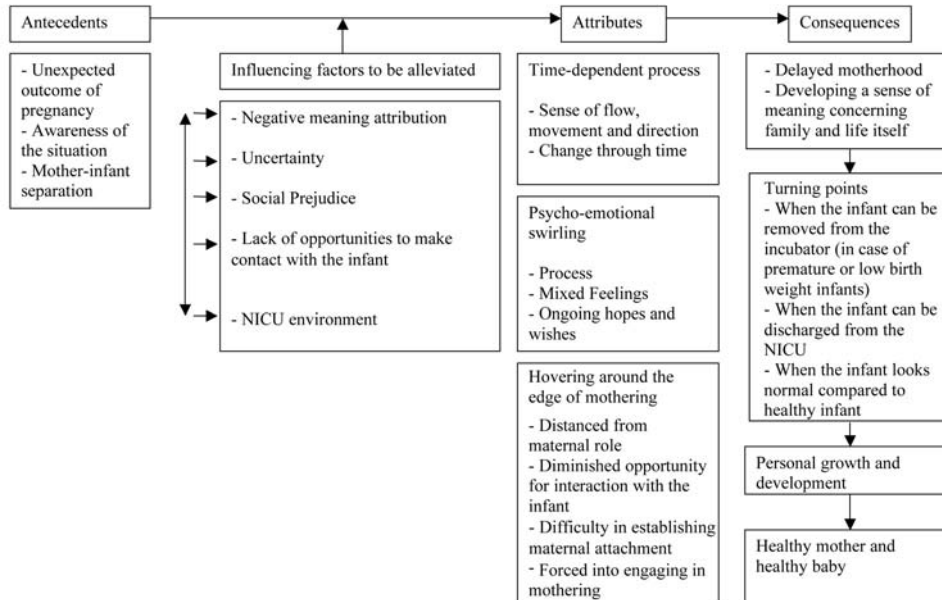 Antecedents
Attributes
Consequences
- Unexpected
outcome of
pregnancy
- Awareness of
the situation
- Mother-infant
separation
Influencing factors to be alleviated
- Negative meaning attribution
- Uncertainty
- Social Prejudice
- Lack of opportunities to make
contact with the infant
- NICU environment
Time-dependent process
- Sense of flow,
movement and direction
- Change through time
Psycho-emotional
swirling
- Process
- Mixed Feelings
- Ongoing hopes and
wishes
Hovering around the
edge of mothering
- Distanced from
maternal role
- Diminished opportunity
for interaction with the
infant
- Difficulty in establishing
maternal attachment
- Forced into engaging in
mothering
- Delayed motherhood
- Developing a sense of
meaning concerning
family and life itself
Turning points
- When the infant can be
removed from the
incubator (in case of
premature or low birth
weight infants)
- When the infant can be
discharged from the
NICU
- When the infant looks
normal compared to
healthy infant
Personal growth and
development
Healthy mother and
healthy baby